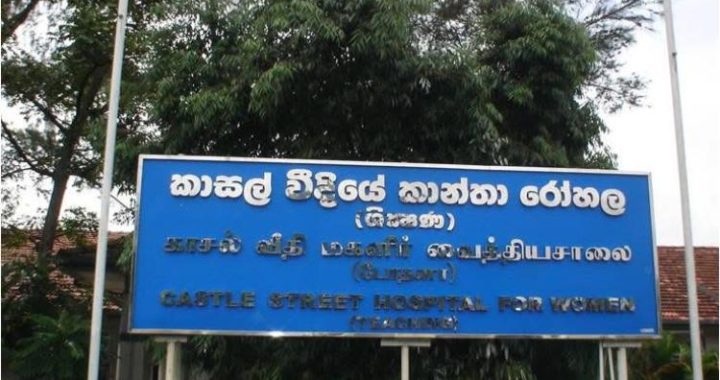 කාසල් වීදියේ කාන්තා රෝහල
(ශික්ෂණ)
காசல் வீதி மகளிர் வைத்தியசாலை
(போதனா)
CASTLE STREET HOSPITAL FOR WOMEN
(TEACHING)